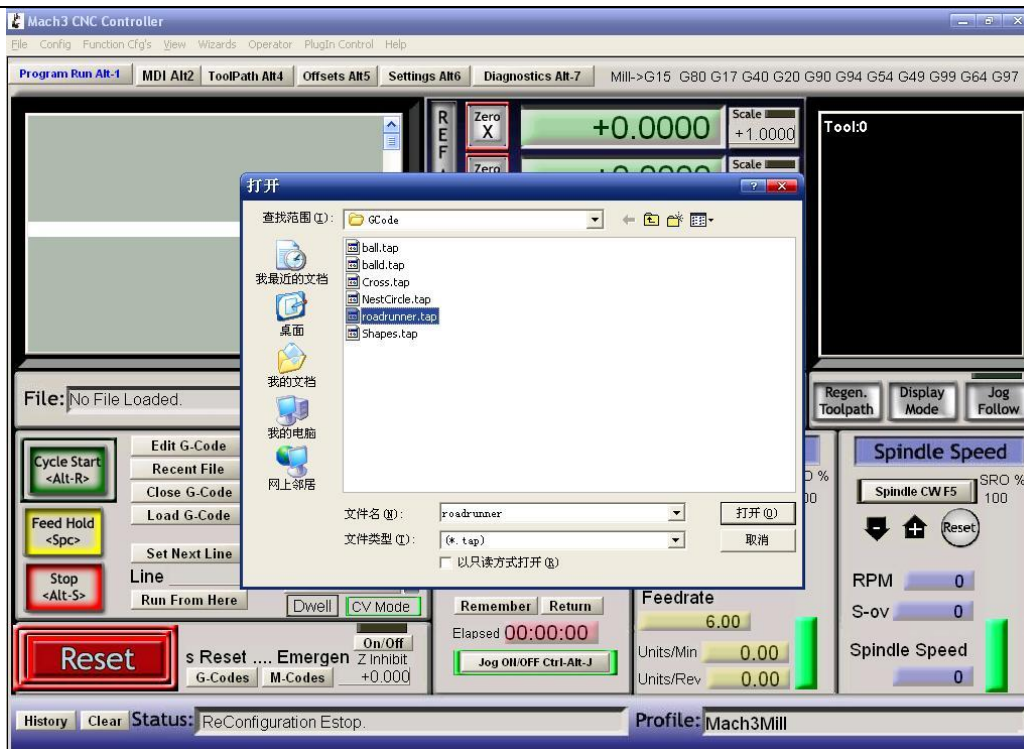 Mach3 CNC Controller
File Config Function Cfg's View Wizards Operator PlugIn Control Help
Program Run Alt-1 MDI Alt2 ToolPath Alt4 Offsets Alt5 Settings Alt6 Diagnostics Alt-7 Mill->G15 G80 G17 G40 G20 G90 G94 G54 G49 G99 G64 G97
REF
Zero X +0.0000 Scale +1.0000
Tool:0
Zero Scale
打开
查找范围(I): GCode
我最近的文档
桌面
我的文档
我的电脑
网上邻居
ball.tap
balld.tap
Cross.tap
NestCircle.tap
roadrunner.tap
Shapes.tap
文件名(N): roadrunner 打开(O)
文件类型(T): (*.tap) 取消
以只读方式打开(R)
File: No File Loaded.
Regen. Toolpath Display Mode Jog Follow
Cycle Start <Alt-R>
Feed Hold <Spc>
Stop <Alt-S>
Edit G-Code
Recent File
Close G-Code
Load G-Code
Set Next Line
Line
Run From Here
Dwell CV Mode
Reset
s Reset .... Emergen
G-Codes M-Codes
On/Off
Z Inhibit
+0.000
Remember Return
Elapsed 00:00:00
Jog ON/OFF Ctrl-Alt-J
Feedrate
6.00
Units/Min 0.00
Units/Rev 0.00
Spindle Speed
Spindle CW F5
SRO %
100
Reset
RPM 0
S-ov 0
Spindle Speed
0
History Clear Status: ReConfiguration Estop. Profile: Mach3Mill